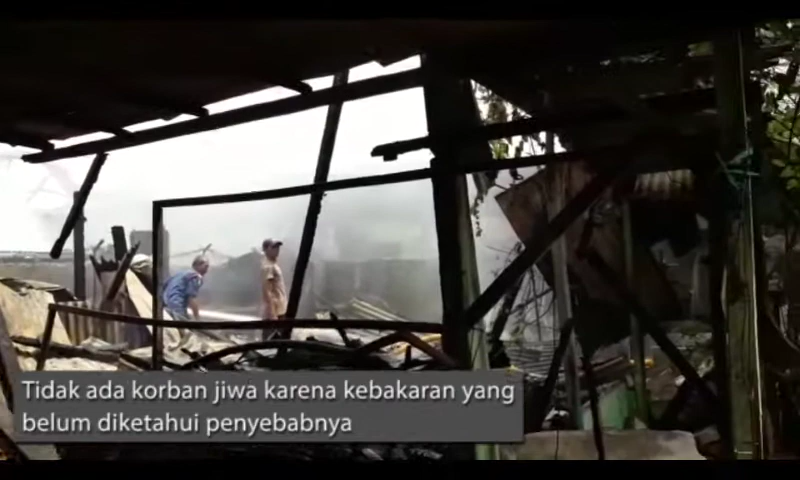 Tidak ada korban jiwa karena kebakaran yang
belum diketahui penyebabnya